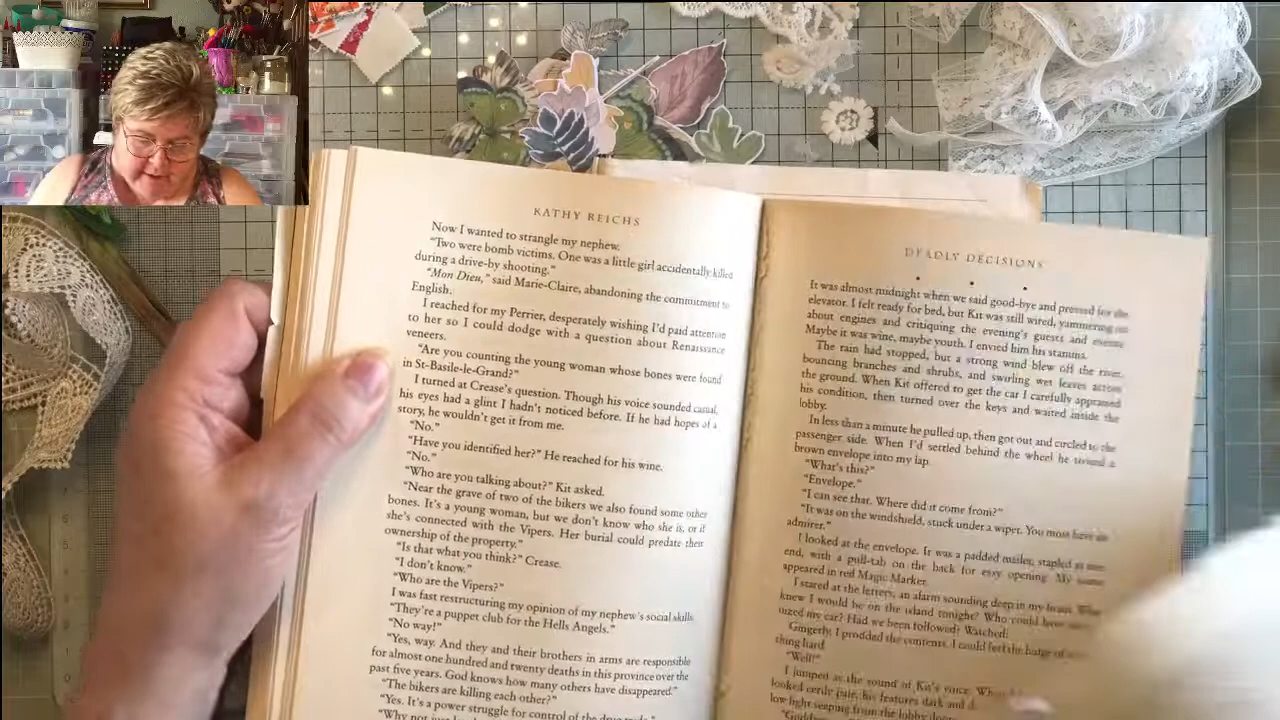 KATHY REICHS
Now I wanted to strangle my nephew.
“Two were bomb victims. One was a little girl accidentally killed
during a drive-by shooting.”
“Mon Dieu,” said Marie-Claire, abandoning the commitment to
English.
I reached for my Perrier, desperately wishing I’d paid attention
to her so I could dodge with a question about Renaissance
veneers.
“Are you counting the young woman whose bones were found
in St-Basile-le-Grand?”
I turned at Crease’s question. Though his voice sounded casual,
his eyes had a glint I hadn’t noticed before. If he had hopes of a
story, he wouldn’t get it from me.
“No.”
“Have you identified her?” He reached for his wine.
“No.”
“Who are you talking about?” Kit asked.
“Near the grave of two of the bikers we also found some other
bones. It’s a young woman, but we don’t know who she is, or if
she’s connected with the Vipers. Her burial could predate their
ownership of the property.”
“Is that what you think?” Crease.
“I don’t know.”
“Who are the Vipers?”
I was fast restructuring my opinion of my nephew’s social skills.
“They’re a puppet club for the Hells Angels.”
“No way!”
“Yes, way. And they and their brothers in arms are responsible
for almost one hundred and twenty deaths in this province over the
past five years. God knows how many others have disappeared.”
“The bikers are killing each other?”
“Yes. It’s a power struggle for control of the drug trade.”
“Why not just
DEADLY DECISIONS
It was almost midnight when we said good-bye and pressed for the
elevator. I felt ready for bed, but Kit was still wired, yammering on
about engines and critiquing the evening’s guests and events.
Maybe it was wine, maybe youth. I envied him his stamina.
The rain had stopped, but a strong wind blew off the river,
bouncing branches and shrubs, and swirling wet leaves across
the ground. When Kit offered to get the car I carefully appraised
his condition, then turned over the keys and waited inside the
lobby.
In less than a minute he pulled up, then got out and circled to the
passenger side. When I’d settled behind the wheel he tossed a
brown envelope into my lap.
“What’s this?”
“Envelope.”
“I can see that. Where did it come from?”
“It was on the windshield, stuck under a wiper. You must have an
admirer.”
I looked at the envelope. It was a padded mailer, stapled at one
end, with a pull-tab on the back for easy opening. My name
appeared in red Magic Marker.
I stared at the letters, an alarm sounding deep in my brain. Who
knew I would be on the island tonight? Who could have
nized my car? Had we been followed? Watched?
Gingerly, I prodded the contents. I could feel the bulge of
thing hard.
“Well?”
I jumped at the sound of Kit’s voice. When I
looked eerily pale, his features dark and
low light seeping from the lobby door.